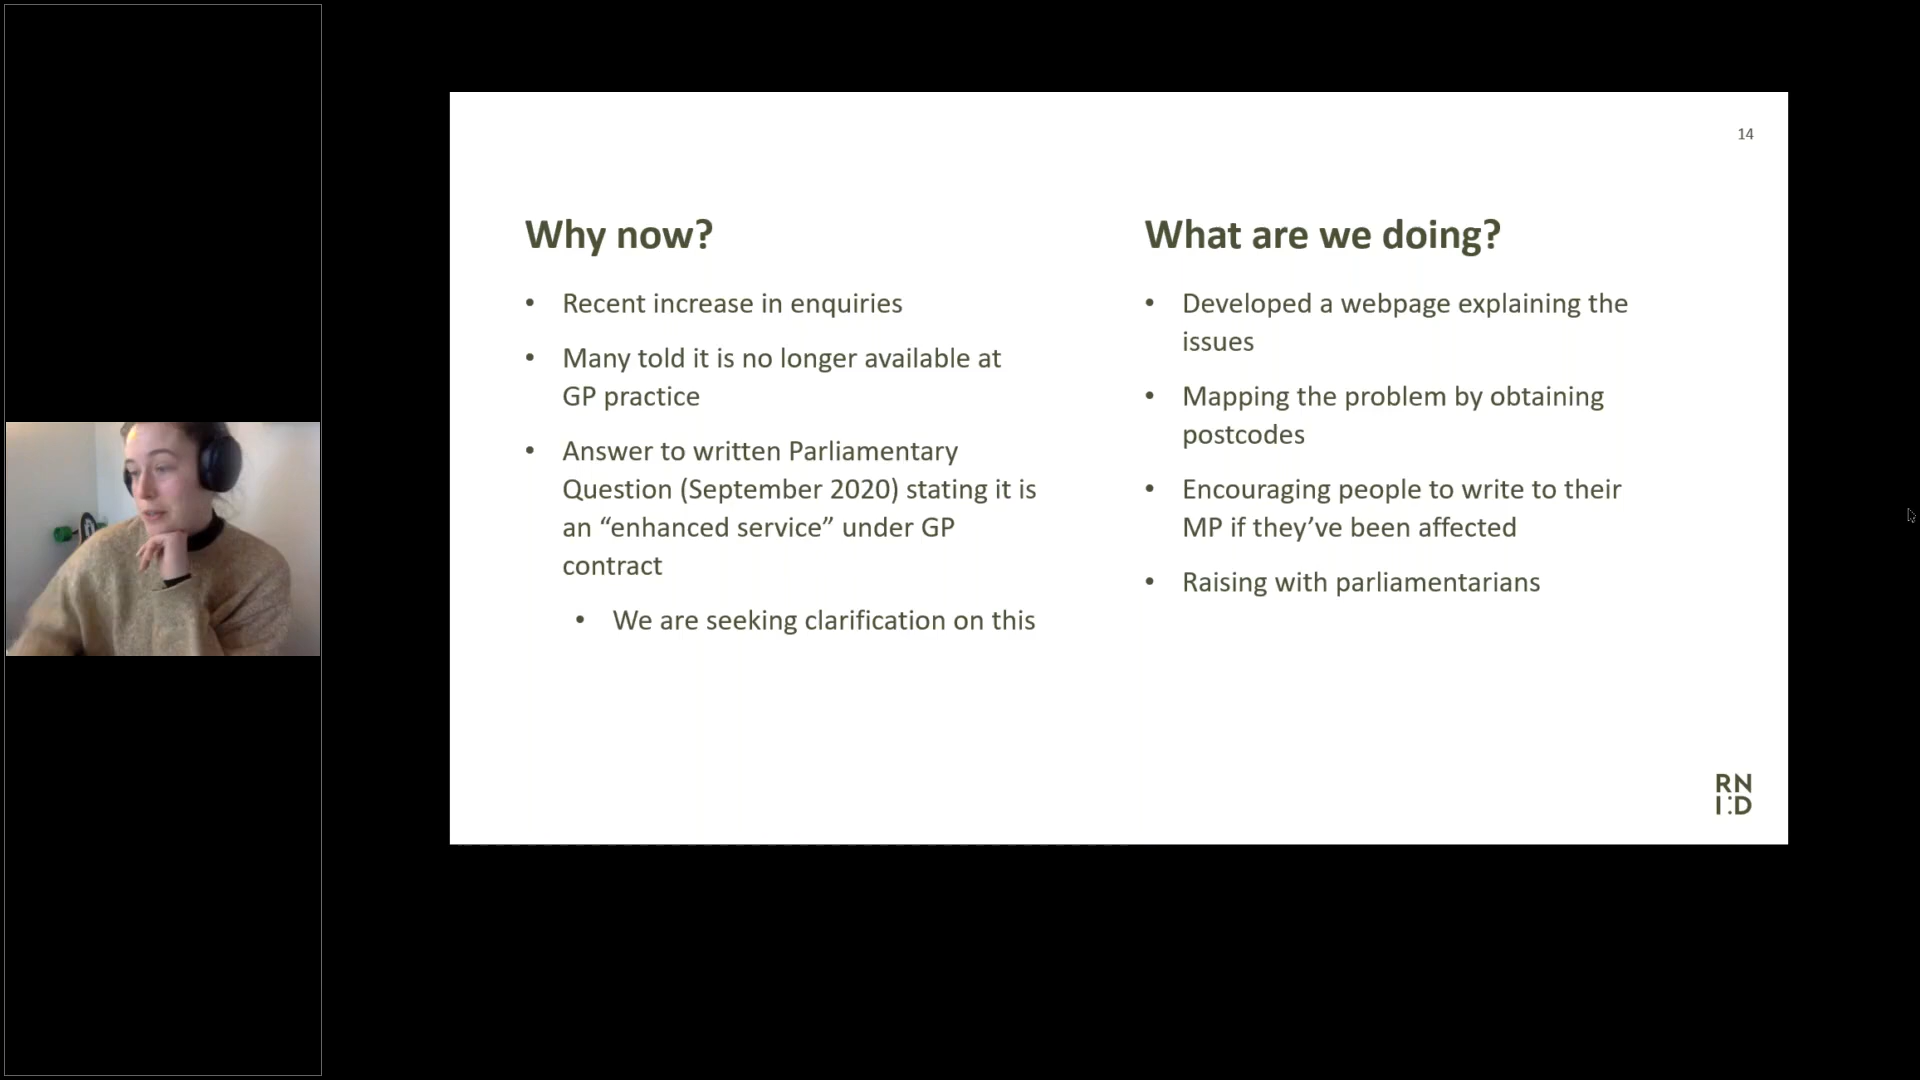 14
Why now?
• Recent increase in enquiries
• Many told it is no longer available at
GP practice
• Answer to written Parliamentary
Question (September 2020) stating it is
an “enhanced service” under GP
contract
• We are seeking clarification on this
What are we doing?
• Developed a webpage explaining the
issues
• Mapping the problem by obtaining
postcodes
• Encouraging people to write to their
MP if they’ve been affected
• Raising with parliamentarians
RN
I:D